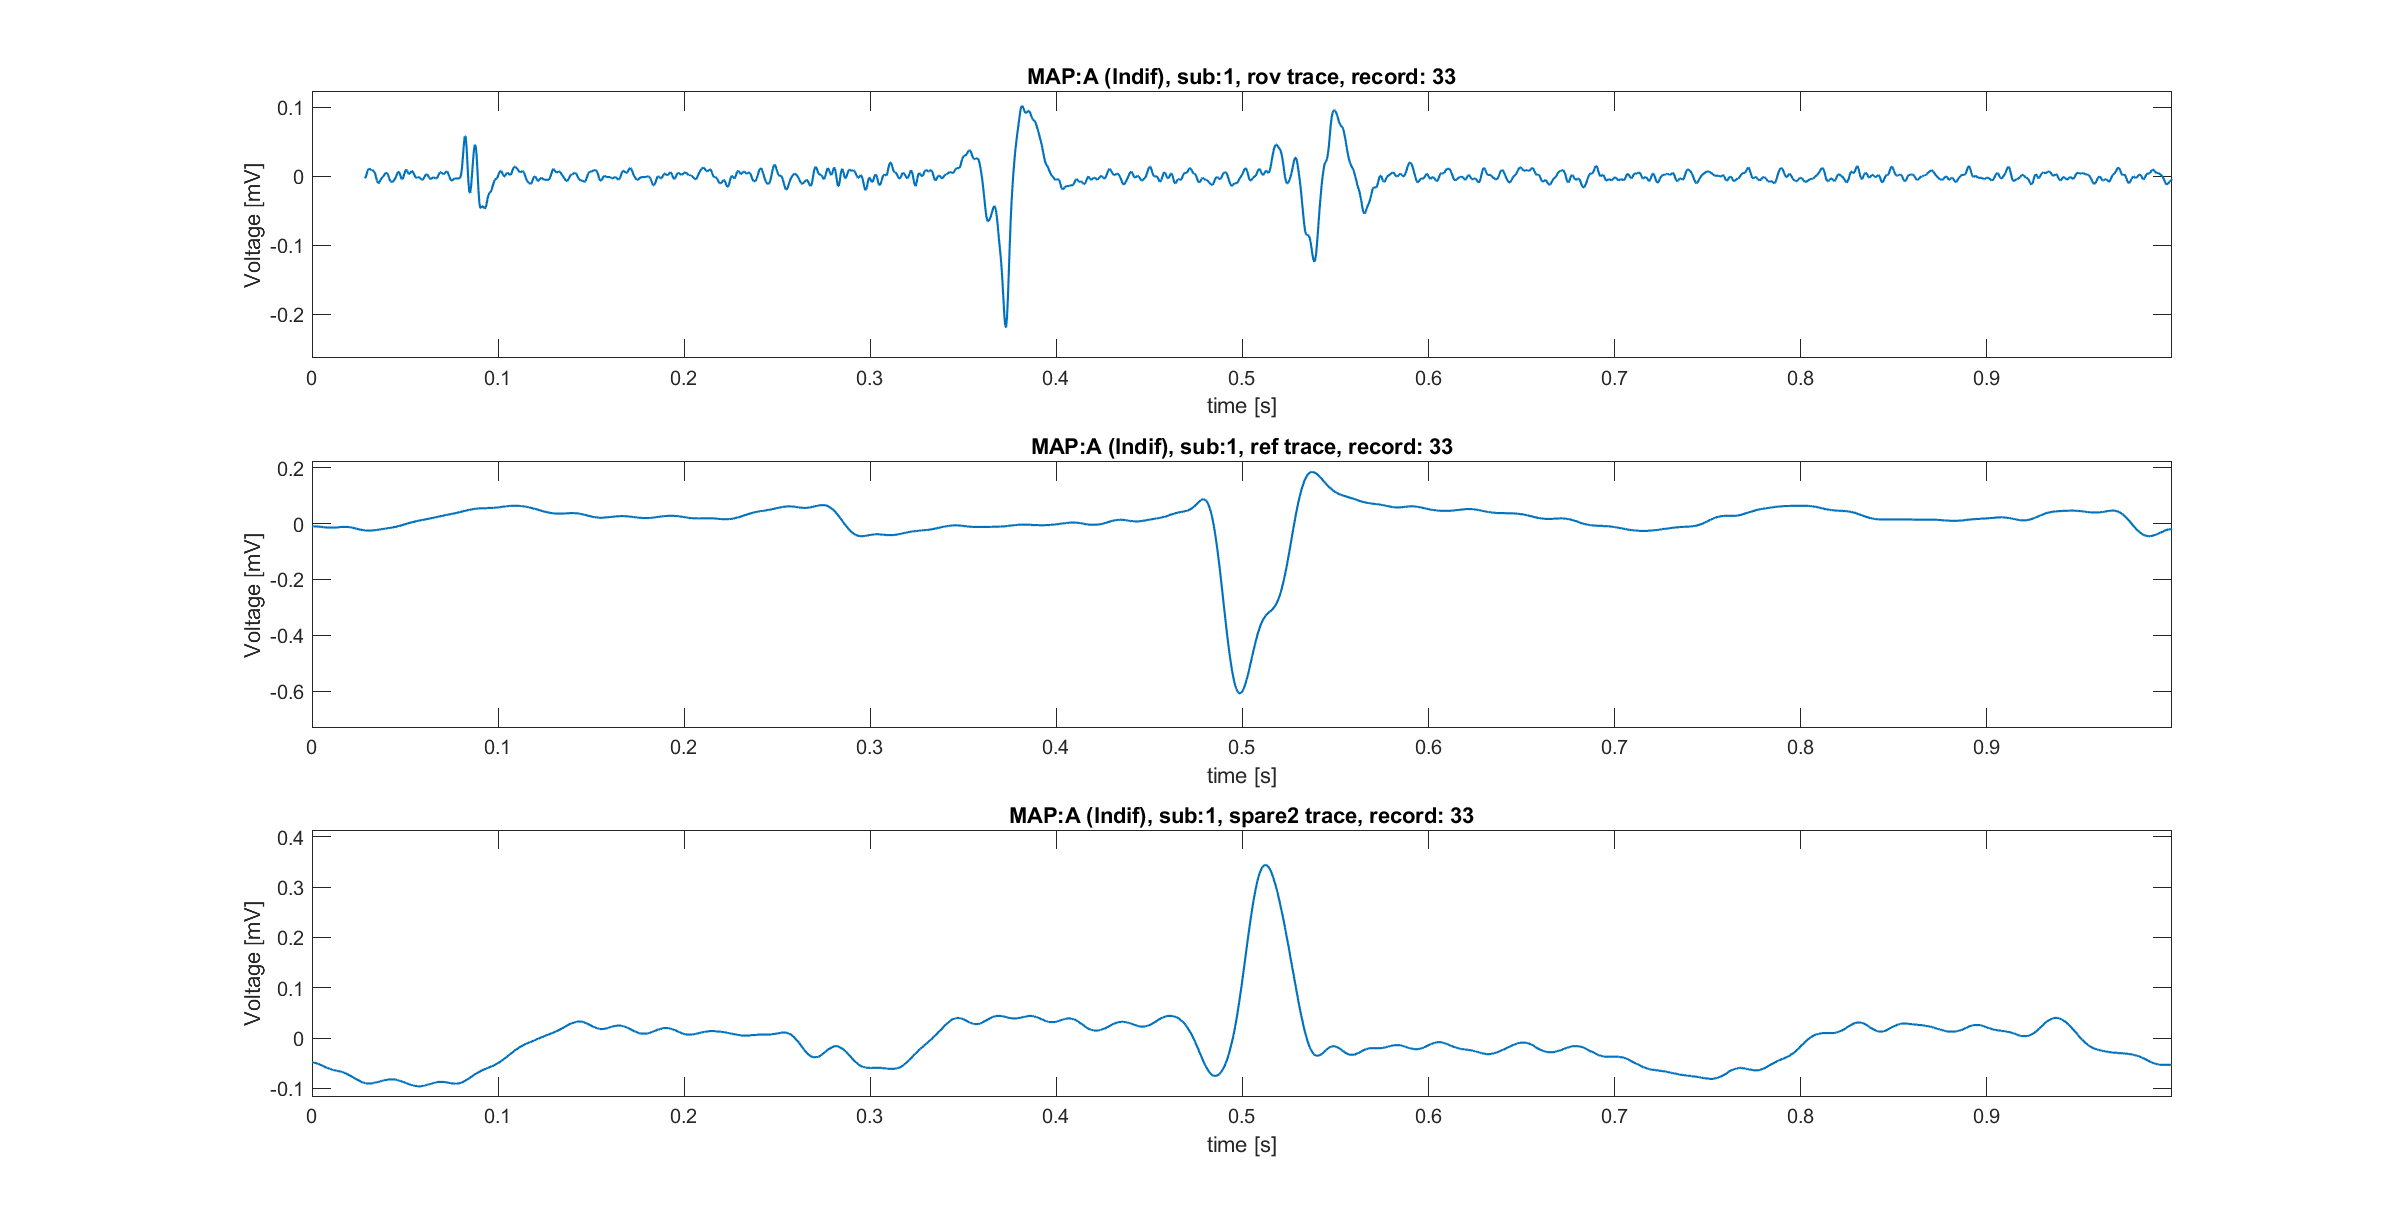 MAP:A (Indif), sub:1, rov trace, record: 33
0.1
0
-0.1
-0.2
Voltage [mV]
0 0.1 0.2 0.3 0.4 0.5 0.6 0.7 0.8 0.9
time [s]
MAP:A (Indif), sub:1, ref trace, record: 33
0.2
0
-0.2
-0.4
-0.6
Voltage [mV]
0 0.1 0.2 0.3 0.4 0.5 0.6 0.7 0.8 0.9
time [s]
MAP:A (Indif), sub:1, spare2 trace, record: 33
0.4
0.3
0.2
0.1
0
-0.1
Voltage [mV]
0 0.1 0.2 0.3 0.4 0.5 0.6 0.7 0.8 0.9
time [s]